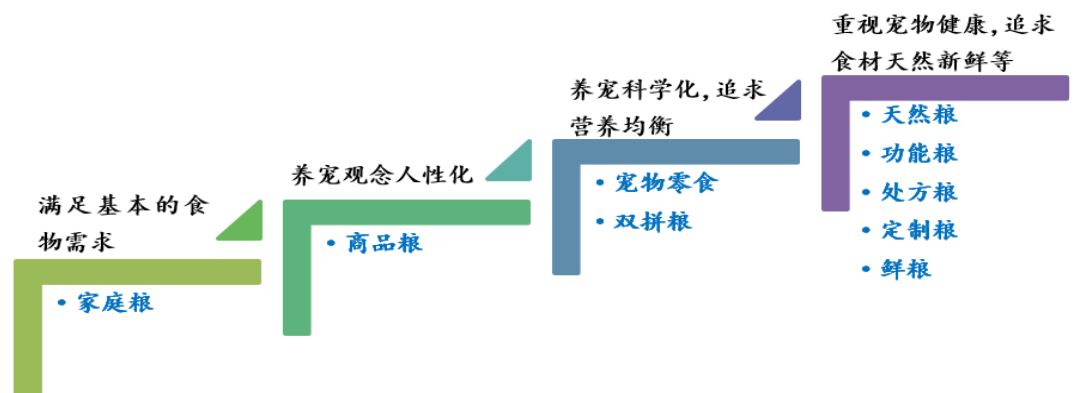 满足基本的食
物需求
• 家庭粮
养宠观念人性化
• 商品粮
养宠科学化,追求
营养均衡
• 宠物零食
• 双拼粮
重视宠物健康,追求
食材天然新鲜等
• 天然粮
• 功能粮
• 处方粮
• 定制粮
• 鲜粮